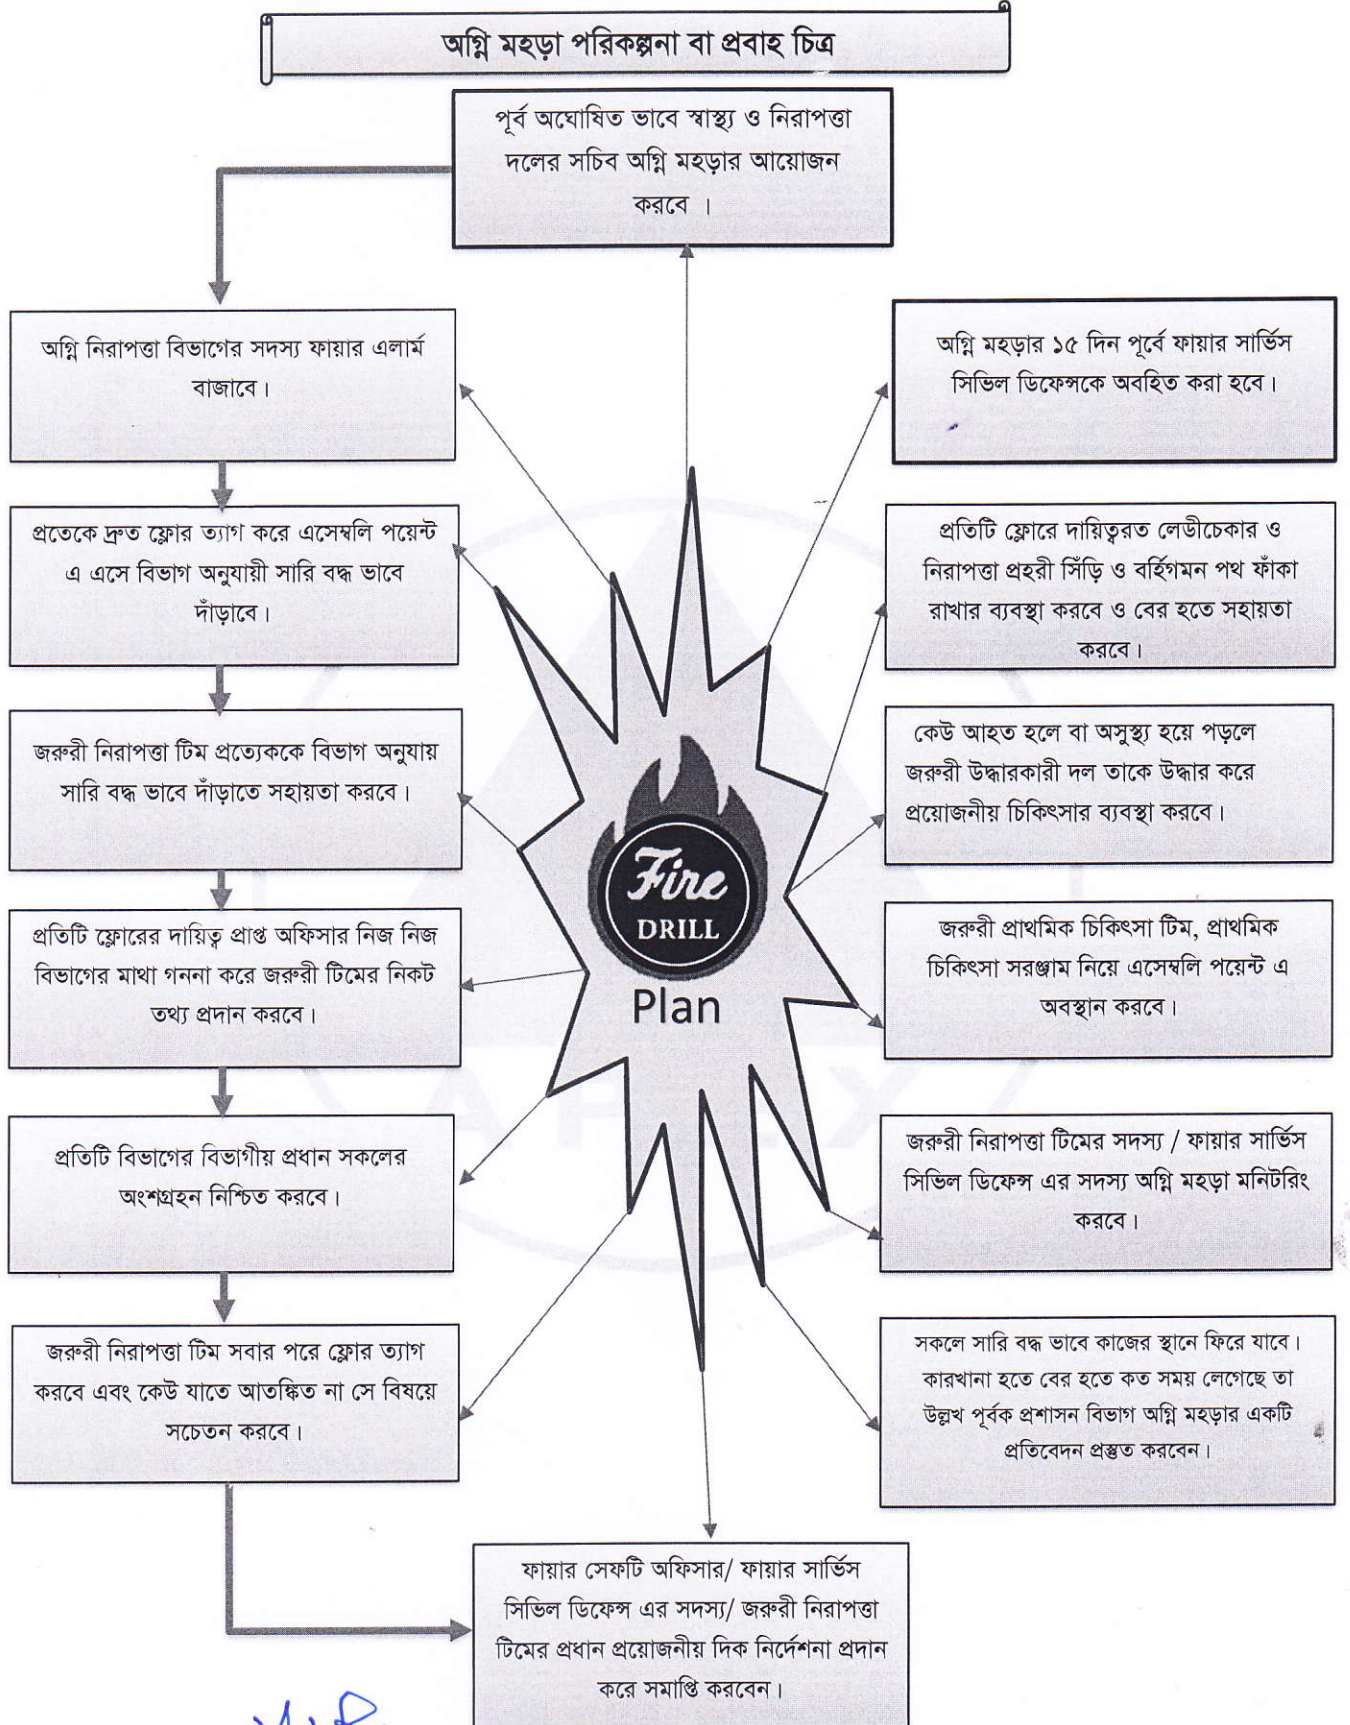 অগ্নি মহড়া পরিকল্পনা বা প্রবাহ চিত্র
পূর্ব অঘোষিত ভাবে স্বাস্থ্য ও নিরাপত্তা
দলের সচিব অগ্নি মহড়ার আয়োজন
করবে ।
অগ্নি নিরাপত্তা বিভাগের সদস্য ফায়ার এলার্ম
বাজাবে।
প্রতেকে দ্রুত ফ্লোর ত্যাগ করে এসেম্বলি পয়েন্ট
এ এসে বিভাগ অনুযায়ী সারি বদ্ধ ভাবে
দাঁড়াবে।
জরুরী নিরাপত্তা টিম প্রত্যেককে বিভাগ অনুযায়
সারি বদ্ধ ভাবে দাঁড়াতে সহায়তা করবে।
প্রতিটি ফ্লোরের দায়িত্ব প্রাপ্ত অফিসার নিজ নিজ
বিভাগের মাথা গননা করে জরুরী টিমের নিকট
তথ্য প্রদান করবে।
প্রতিটি বিভাগের বিভাগীয় প্রধান সকলের
অংশগ্রহন নিশ্চিত করবে।
জরুরী নিরাপত্তা টিম সবার পরে ফ্লোর ত্যাগ
করবে এবং কেউ যাতে আতঙ্কিত না সে বিষয়ে
সচেতন করবে।
Fire
DRILL
Plan
অগ্নি মহড়ার ১৫ দিন পূর্বে ফায়ার সার্ভিস
সিভিল ডিফেন্সকে অবহিত করা হবে।
প্রতিটি ফ্লোরে দায়িত্বরত লেডীচেকার ও
নিরাপত্তা প্রহরী সিঁড়ি ও বর্হিগমন পথ ফাঁকা
রাখার ব্যবস্থা করবে ও বের হতে সহায়তা
করবে।
কেউ আহত হলে বা অসুস্থ্য হয়ে পড়লে
জরুরী উদ্ধারকারী দল তাকে উদ্ধার করে
প্রয়োজনীয় চিকিৎসার ব্যবস্থা করবে।
জরুরী প্রাথমিক চিকিৎসা টিম, প্রাথমিক
চিকিৎসা সরঞ্জাম নিয়ে এসেম্বলি পয়েন্ট এ
অবস্থান করবে।
জরুরী নিরাপত্তা টিমের সদস্য / ফায়ার সার্ভিস
সিভিল ডিফেন্স এর সদস্য অগ্নি মহড়া মনিটরিং
করবে।
সকলে সারি বদ্ধ ভাবে কাজের স্থানে ফিরে যাবে।
কারখানা হতে বের হতে কত সময় লেগেছে তা
উল্লখ পূর্বক প্রশাসন বিভাগ অগ্নি মহড়ার একটি
প্রতিবেদন প্রস্তুত করবেন।
ফায়ার সেফটি অফিসার/ ফায়ার সার্ভিস
সিভিল ডিফেন্স এর সদস্য/ জরুরী নিরাপত্তা
টিমের প্রধান প্রয়োজনীয় দিক নির্দেশনা প্রদান
করে সমাপ্তি করবেন।